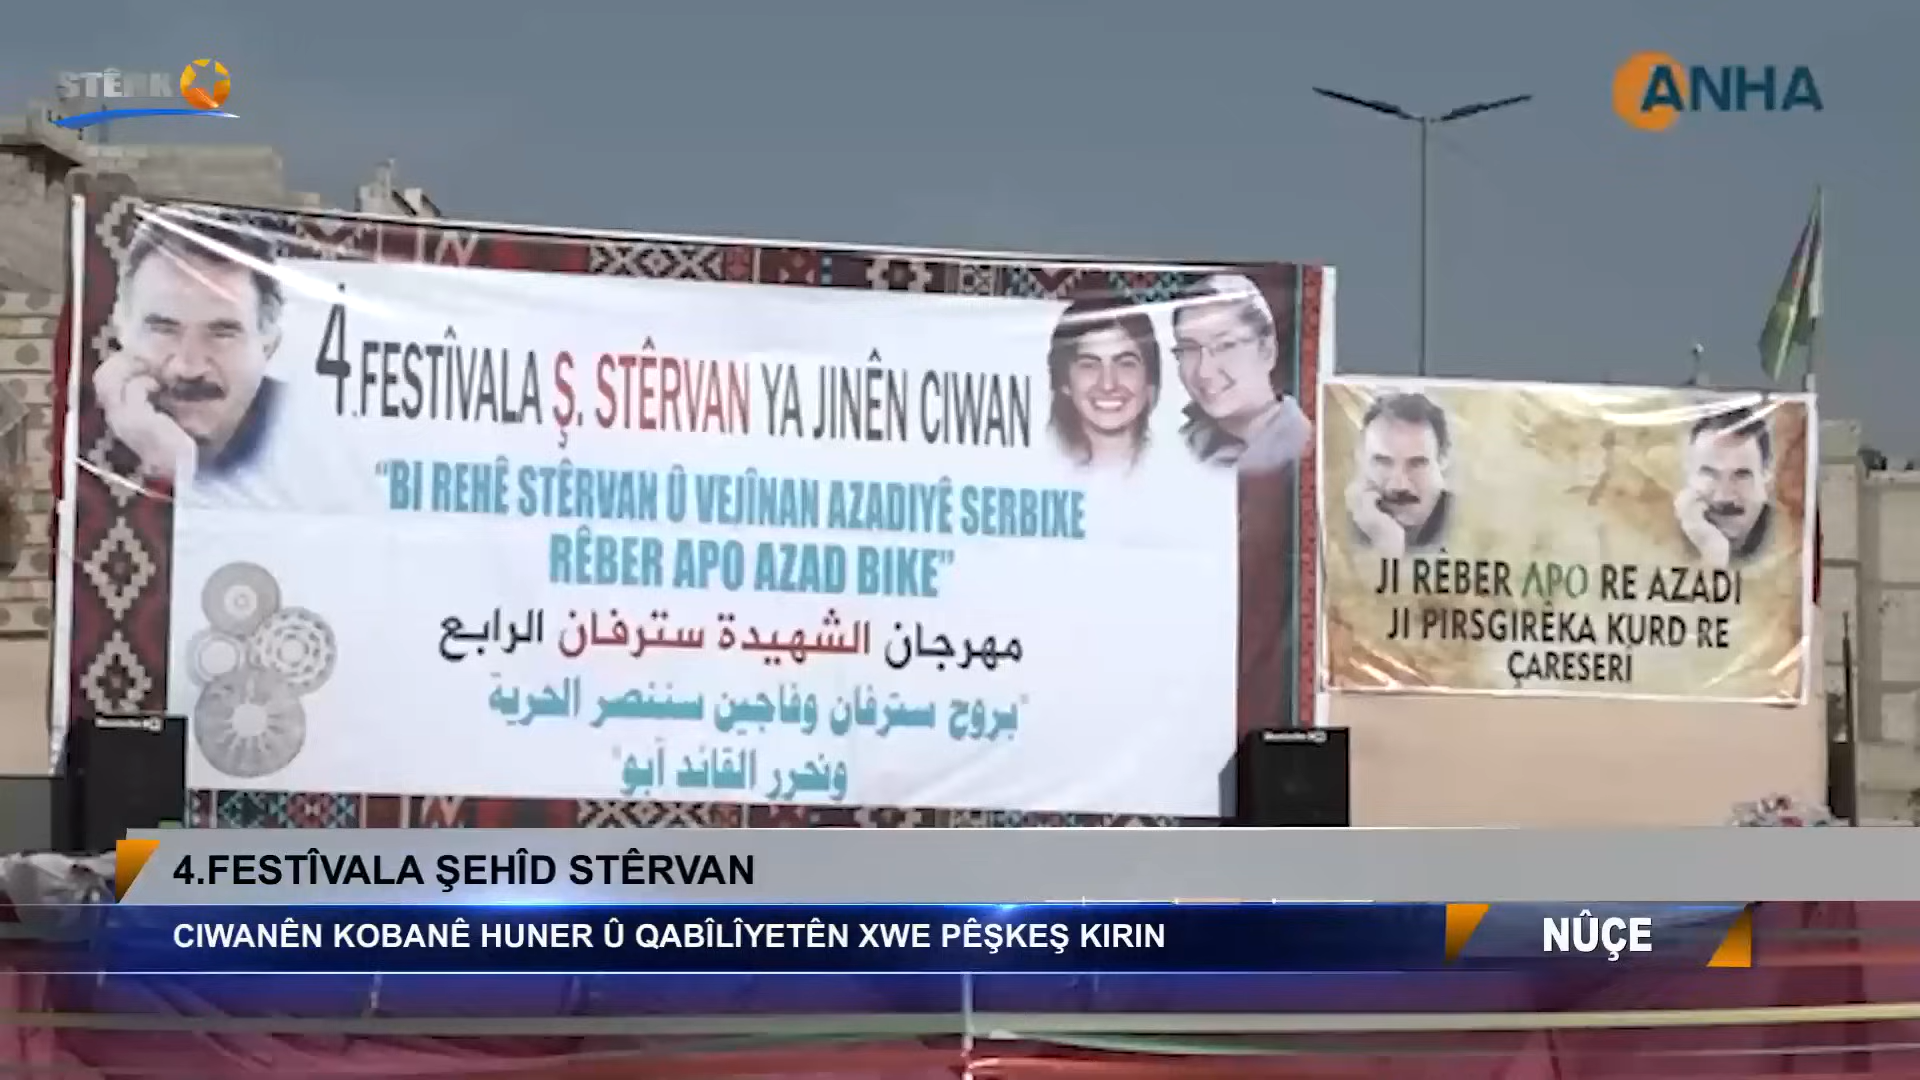 STÊRK
ANHA
4.FESTÎVALA Ş. STÊRVAN YA JINÊN CIWAN
“BI REHÊ STÊRVAN Û VEJÎNAN AZADIYÊ SERBIXE
RÊBER APO AZAD BIKE”
مهرجان الشهيدة سترفان الرابع
"بروح سترفان وفاجين سننصر الحرية
ونحرر القائد آبو"
JI RÊBER APO RE AZADI
JI PIRSGIRÊKA KURD RE
ÇARESERÎ
4.FESTÎVALA ŞEHÎD STÊRVAN
CIWANÊN KOBANÊ HUNER Û QABÎLÎYETÊN XWE PÊŞKEŞ KIRIN
NÛÇE